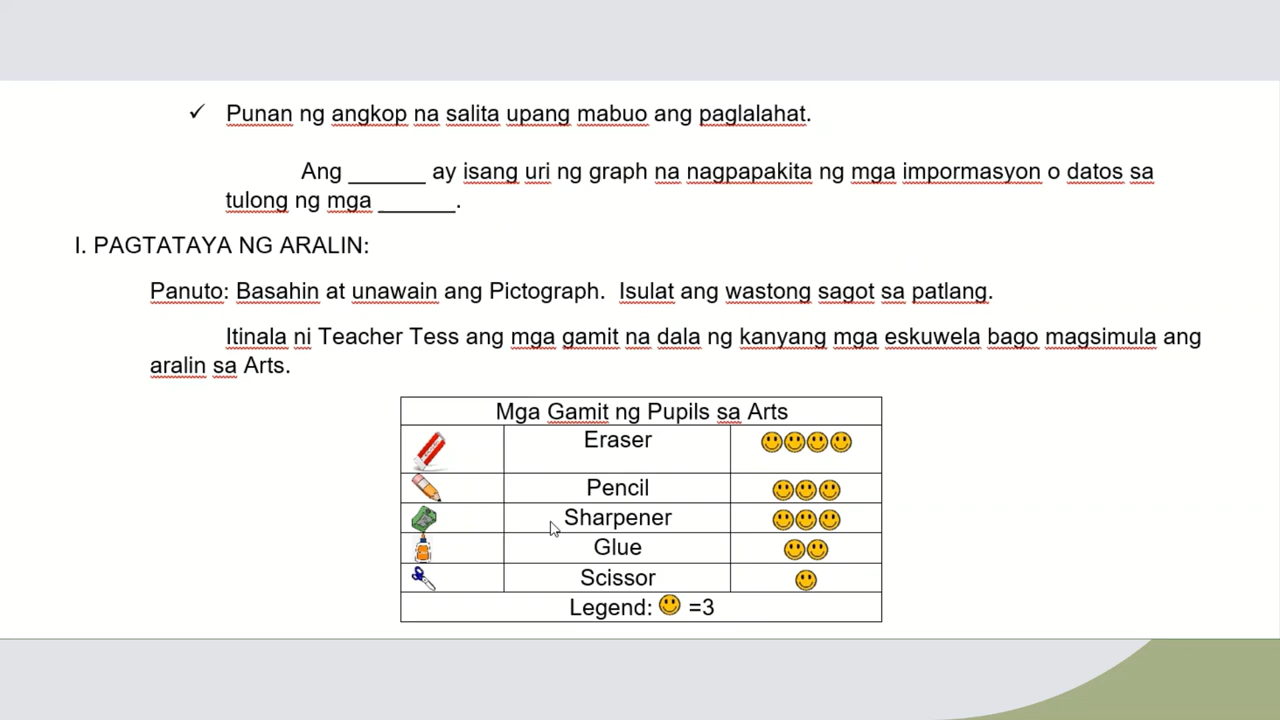 ✓ Punan ng angkop na salita upang mabuo ang paglalahat.
Ang ______ ay isang uri ng graph na nagpapakita ng mga impormasyon o datos sa
tulong ng mga ______.
I. PAGTATAYA NG ARALIN:
Panuto: Basahin at unawain ang Pictograph. Isulat ang wastong sagot sa patlang.
Itinala ni Teacher Tess ang mga gamit na dala ng kanyang mga eskuwela bago magsimula ang
aralin sa Arts.
Mga Gamit ng Pupils sa Arts
Eraser
Pencil
Sharpener
Glue
Scissor
Legend: =3